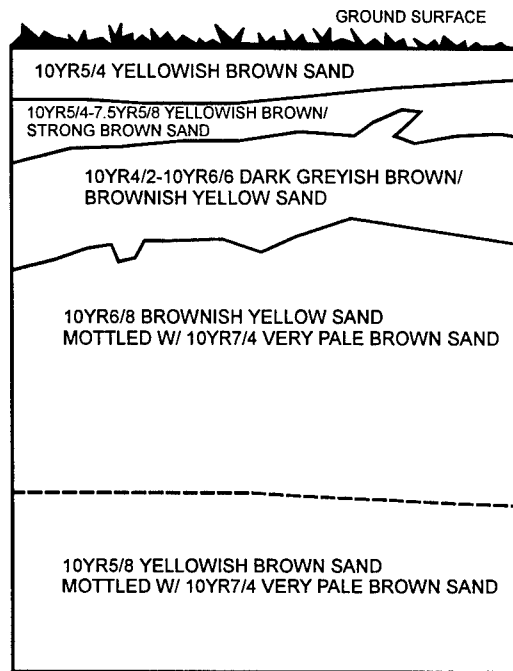 GROUND SURFACE
10YR5/4 YELLOWISH BROWN SAND
10YR5/4-7.5YR5/8 YELLOWISH BROWN/
STRONG BROWN SAND
10YR4/2-10YR6/6 DARK GREYISH BROWN/
BROWNISH YELLOW SAND
10YR6/8 BROWNISH YELLOW SAND
MOTTLED W/ 10YR7/4 VERY PALE BROWN SAND
10YR5/8 YELLOWISH BROWN SAND
MOTTLED W/ 10YR7/4 VERY PALE BROWN SAND